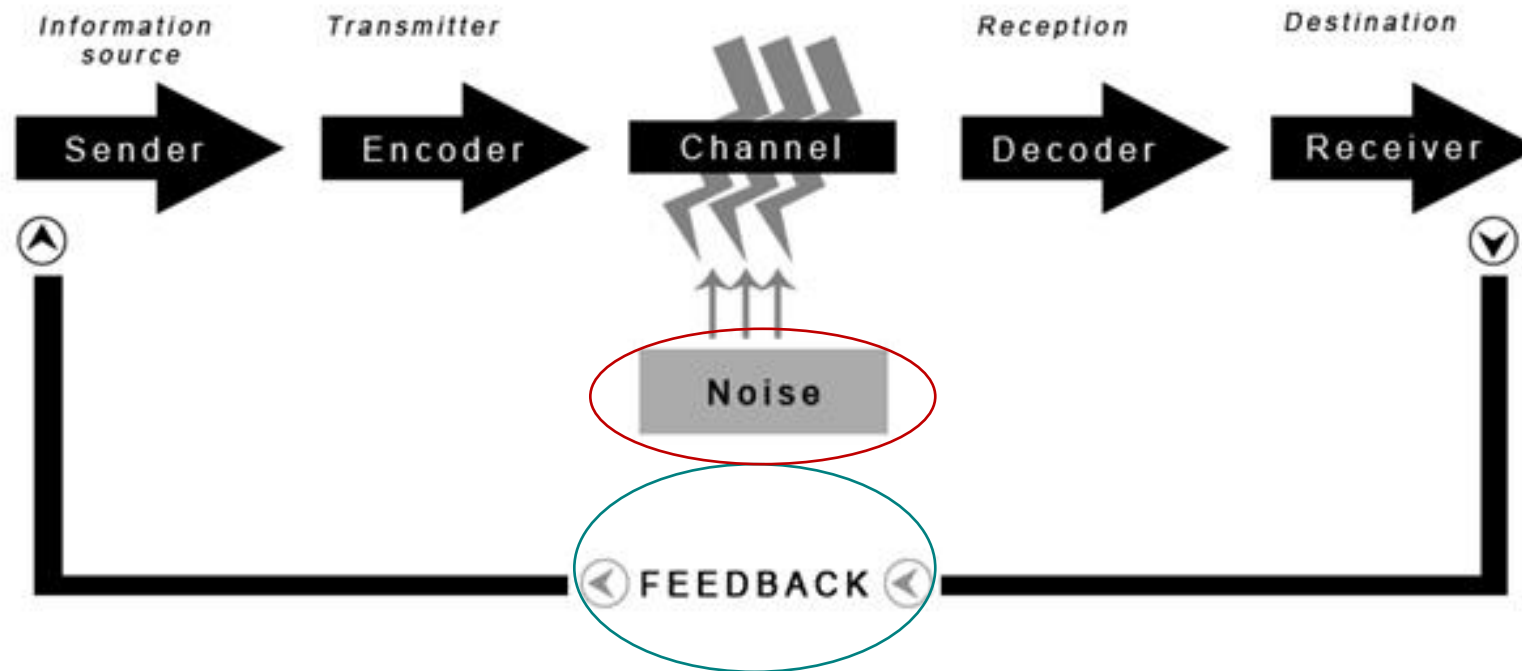 Information
source
Transmitter
Reception
Destination
Sender
Encoder
Channel
Decoder
Receiver
Noise
FEEDBACK